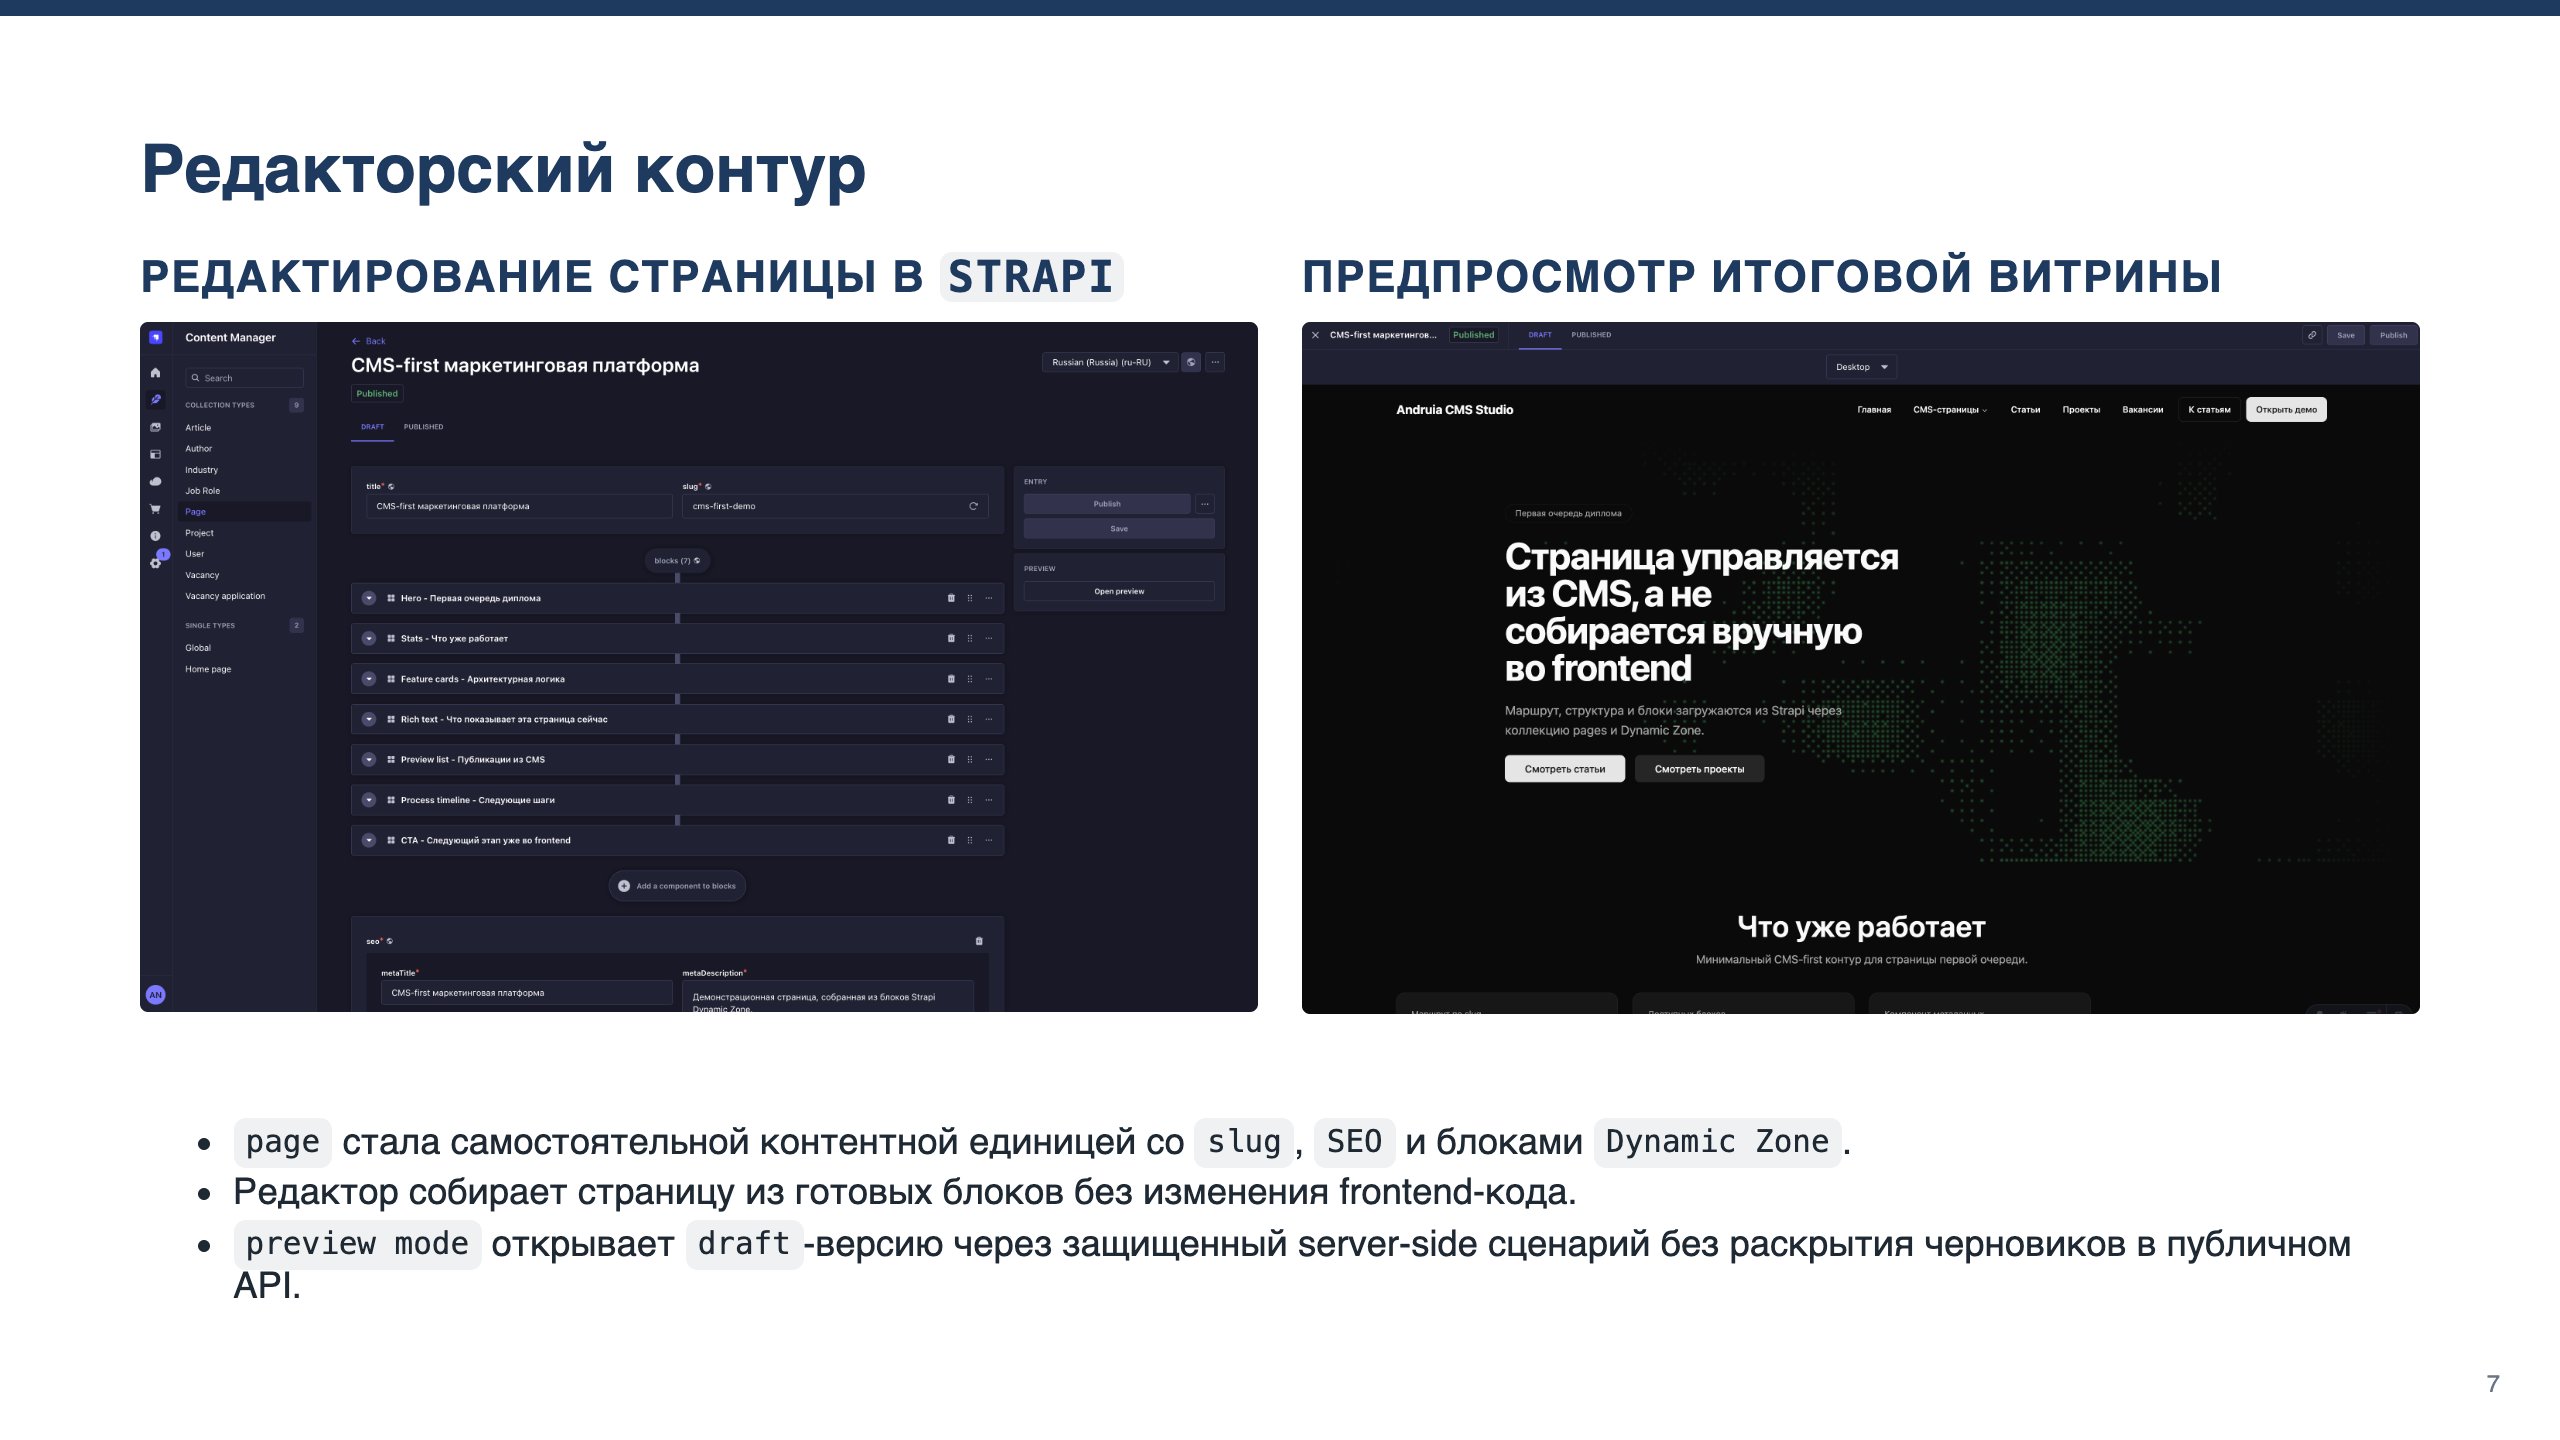 Редакторский контур
РЕДАКТИРОВАНИЕ СТРАНИЦЫ В STRAPI
Content Manager
Search
COLLECTION TYPES 9
Article
Author
Industry
Job Role
Page
Project
User
Vacancy
Vacancy application
SINGLE TYPES 2
Global
Home page
1
AN
Back
CMS-first маркетинговая платформа
Russian (Russia) (ru-RU)
Published
DRAFT PUBLISHED
title* slug*
CMS-first маркетинговая платформа cms-first-demo
blocks (7)
Hero - Первая очередь диплома
Stats - Что уже работает
Feature cards - Архитектурная логика
Rich text - Что показывает эта страница сейчас
Preview list - Публикации из CMS
Process timeline - Следующие шаги
CTA - Следующий этап уже во frontend
Add a component to blocks
seo*
metaTitle* metaDescription*
CMS-first маркетинговая платформа
Демонстрационная страница, собранная из блоков Strapi
Dynamic Zone.
ENTRY
Publish
Save
PREVIEW
Open preview
ПРЕДПРОСМОТР ИТОГОВОЙ ВИТРИНЫ
CMS-first маркетингов... Published DRAFT PUBLISHED Save Publish
Desktop
Andruia CMS Studio Главная CMS-страницы Статьи Проекты Вакансии К статьям Открыть демо
Первая очередь диплома
Страница управляется
из CMS, а не
собирается вручную
во frontend
Маршрут, структура и блоки загружаются из Strapi через
коллекцию pages и Dynamic Zone.
Смотреть статьи Смотреть проекты
Что уже работает
Минимальный CMS-first контур для страницы первой очереди.
• page стала самостоятельной контентной единицей со slug, SEO и блоками Dynamic Zone.
• Редактор собирает страницу из готовых блоков без изменения frontend-кода.
• preview mode открывает draft-версию через защищенный server-side сценарий без раскрытия черновиков в публичном
API.
7